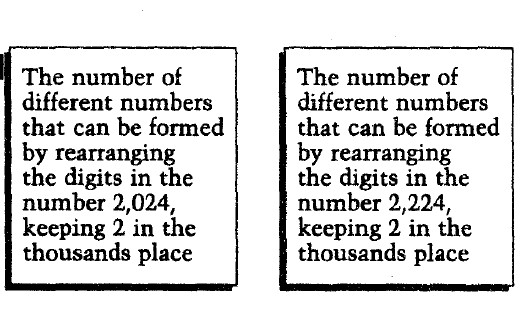 The number of
different numbers
that can be formed
by rearranging
the digits in the
number 2,024,
keeping 2 in the
thousands place
The number of
different numbers
that can be formed
by rearranging
the digits in the
number 2,224,
keeping 2 in the
thousands place